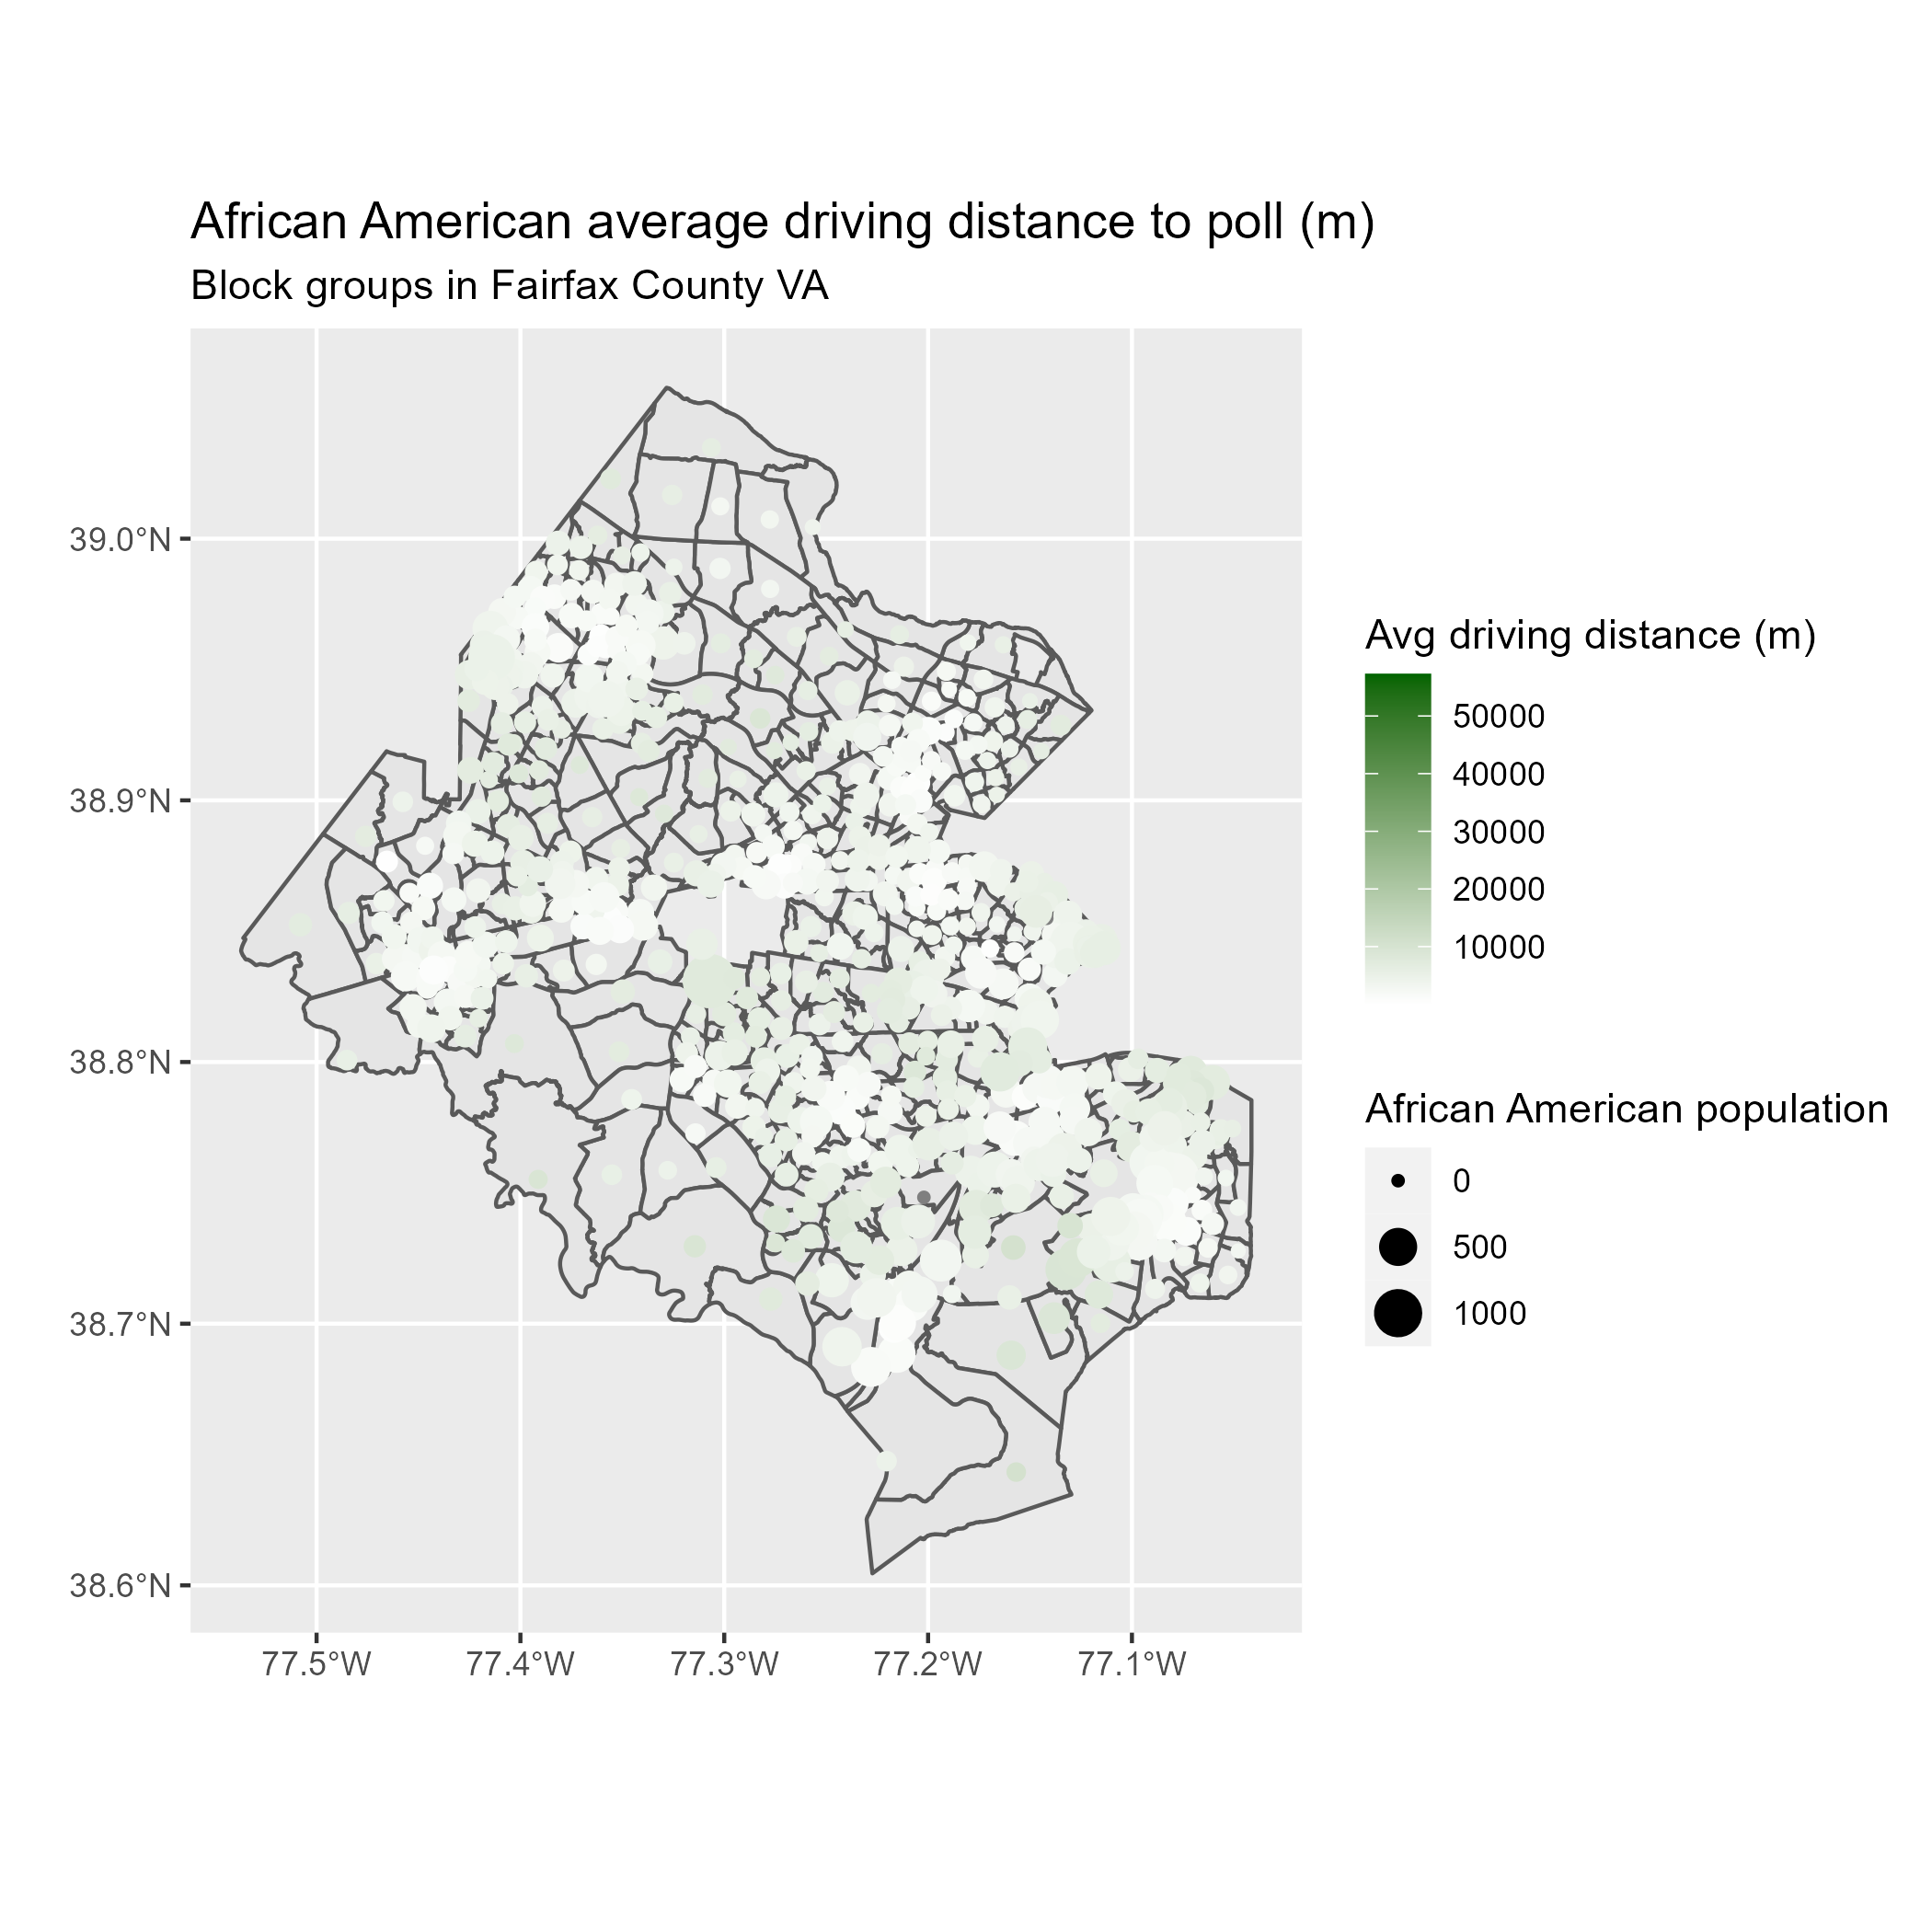 African American average driving distance to poll (m)
Block groups in Fairfax County VA
39.0°N
38.9°N
38.8°N
38.7°N
38.6°N
77.5°W
77.4°W
77.3°W
77.2°W
77.1°W
Avg driving distance (m)
50000
40000
30000
20000
10000
African American population
0
500
1000